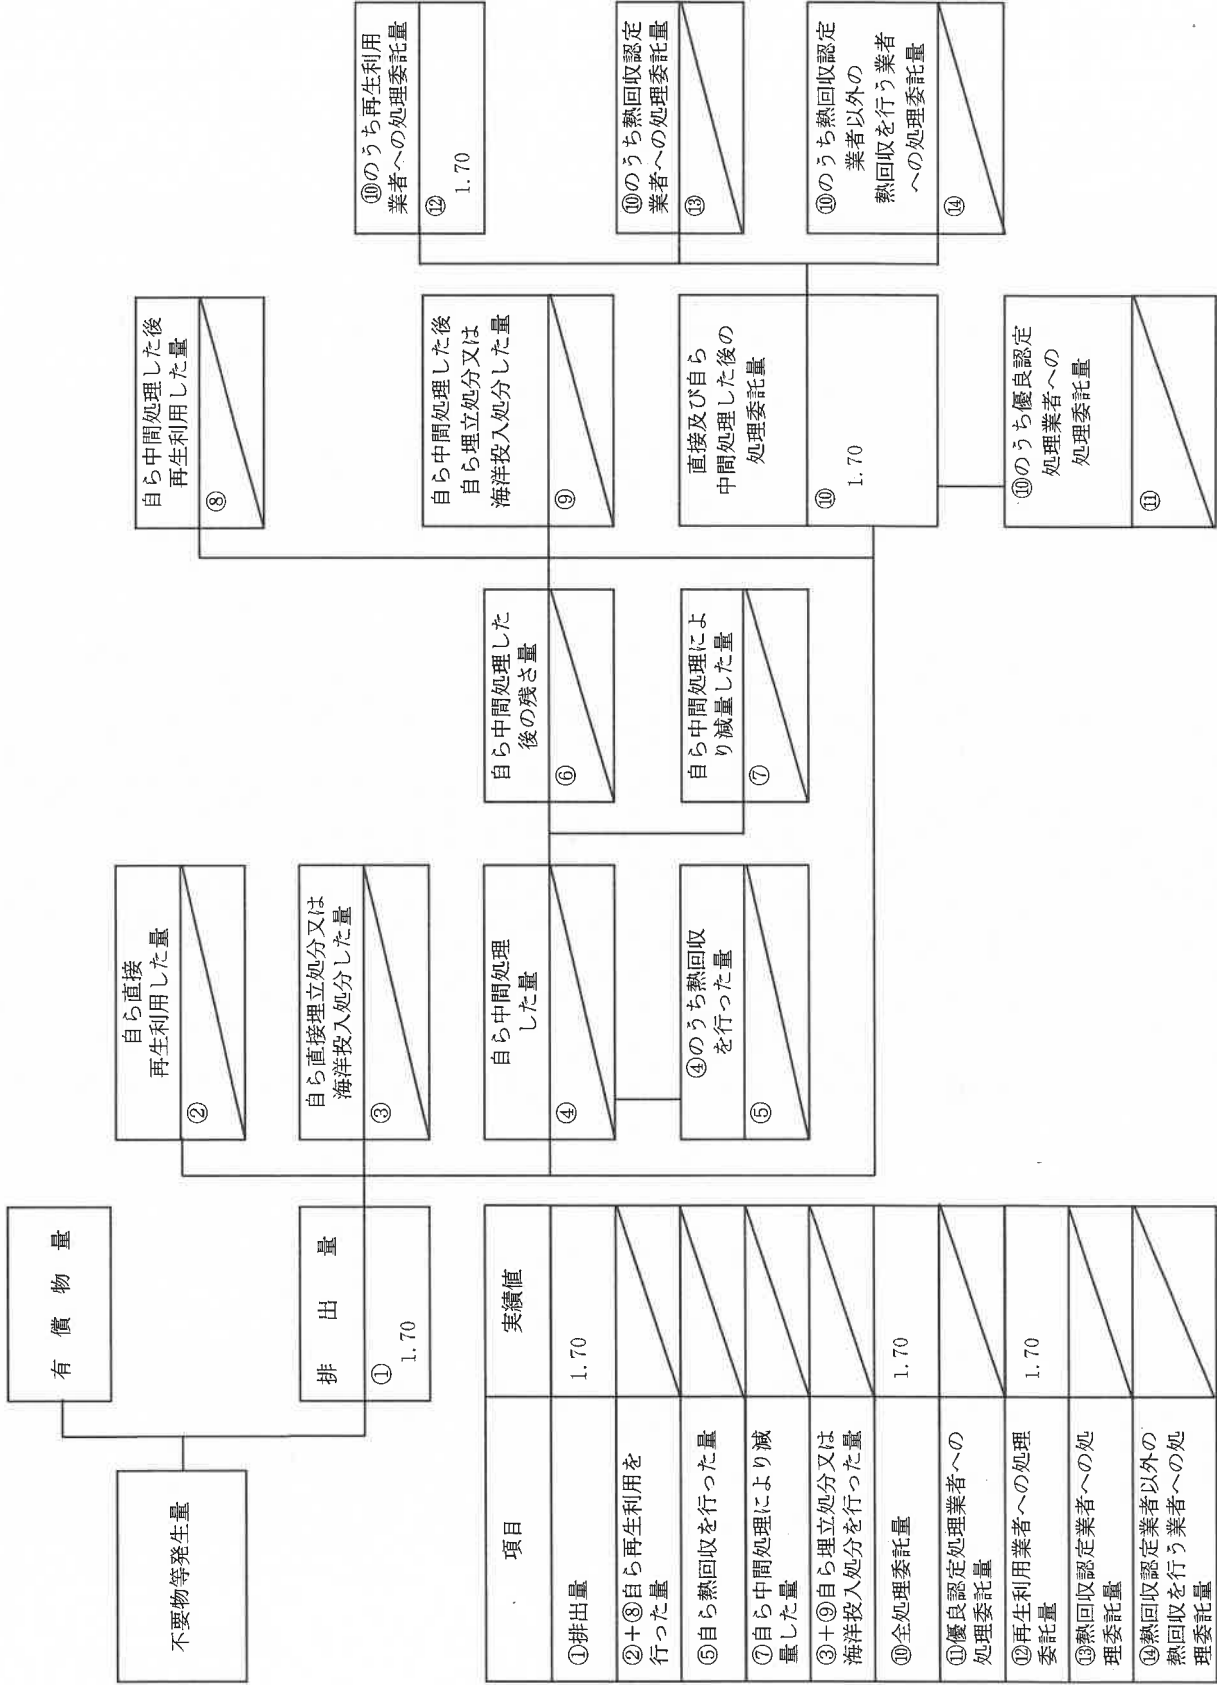 不要物等発生量
有償物量
排出量
①
1.70
自ら直接
再生利用した量
②
自ら直接埋立処分又は
海洋投入処分した量
③
自ら中間処理
した量
④
④のうち熱回収
を行った量
⑤
自ら中間処理した
後の残さ量
⑥
自ら中間処理によ
り減量した量
⑦
自ら中間処理した後
再生利用した量
⑧
自ら中間処理した後
自ら埋立処分又は
海洋投入処分した量
⑨
直接及び自ら
中間処理した後の
処理委託量
⑩
1.70
⑩のうち優良認定
処理業者への
処理委託量
⑪
⑩のうち再生利用
業者への処理委託量
⑫
1.70
⑩のうち熱回収認定
業者への処理委託量
⑬
⑩のうち熱回収認定
業者以外の
熱回収を行う業者
への処理委託量
⑭
項目
実績値
①排出量
1.70
②+⑧自ら再生利用を
行った量
⑤自ら熱回収を行った量
⑦自ら中間処理により減
量した量
③+⑨自ら埋立処分又は
海洋投入処分を行った量
⑩全処理委託量
1.70
⑪優良認定処理業者への
処理委託量
⑫再生利用業者への処理
委託量
1.70
⑬熱回収認定業者への処
理委託量
⑭熱回収認定業者以外の
熱回収を行う業者への処
理委託量